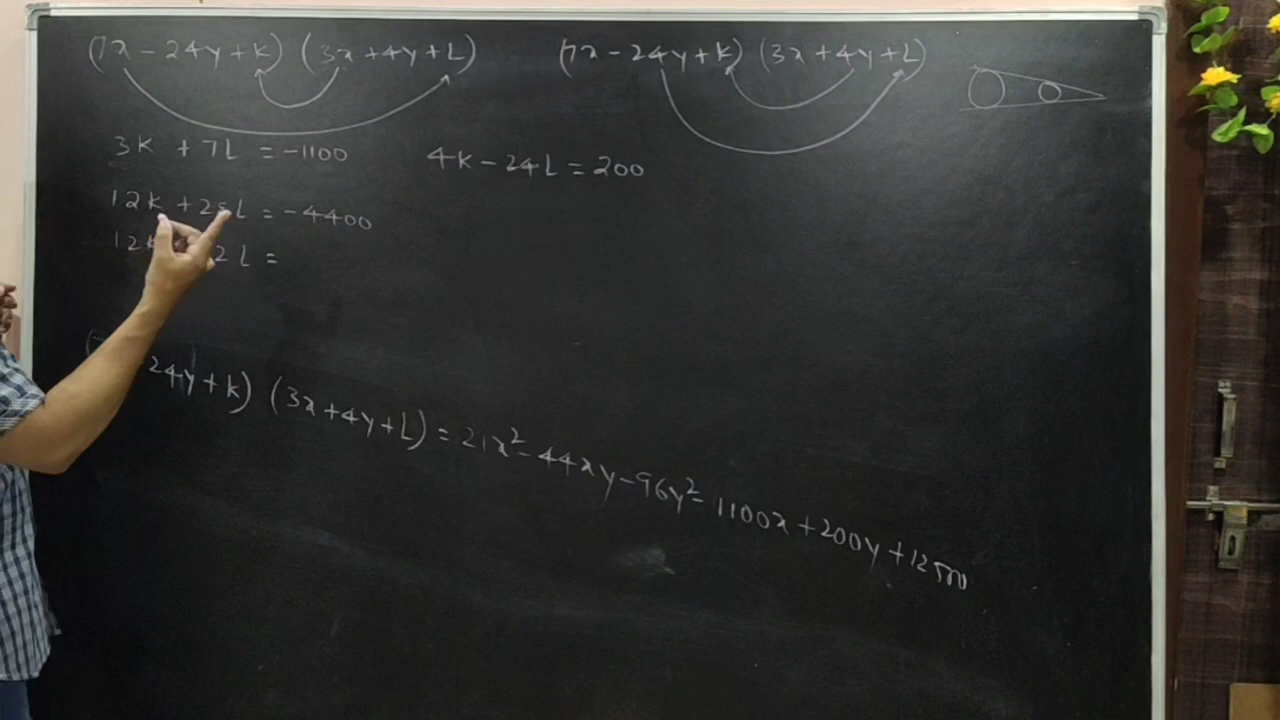 (7x - 24y + k) (3x + 4y + L)
(7x - 24y + k) (3x + 4y + L)
3k + 7L = -1100
4k - 24L = 200
12k + 28L = -4400
12k 2L =
24y + k) (3x + 4y + L) = 21x² - 44xy - 96y² - 1100x + 200y + 12500